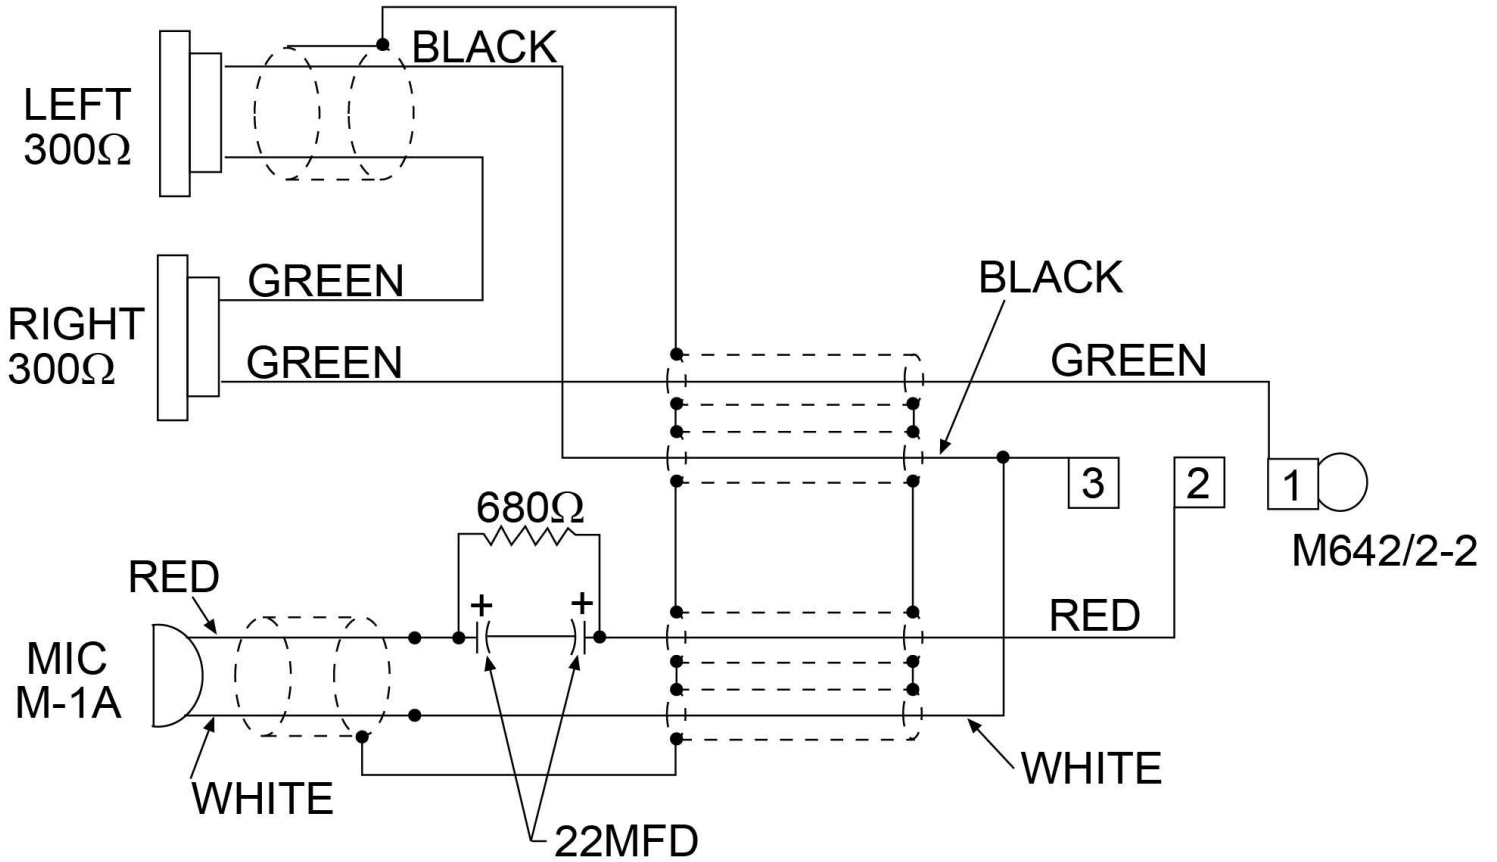 BLACK
LEFT
300Ω
GREEN
RIGHT
300Ω
GREEN
BLACK
GREEN
3
2
1
M642/2-2
680Ω
RED
+
+
RED
MIC
M-1A
WHITE
WHITE
22MFD